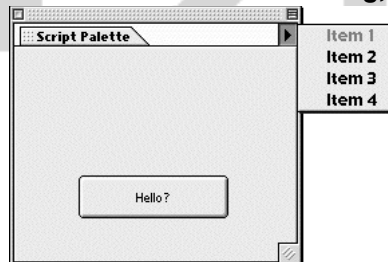 Script Palette
Item 1
Item 2
Item 3
Item 4
Hello?